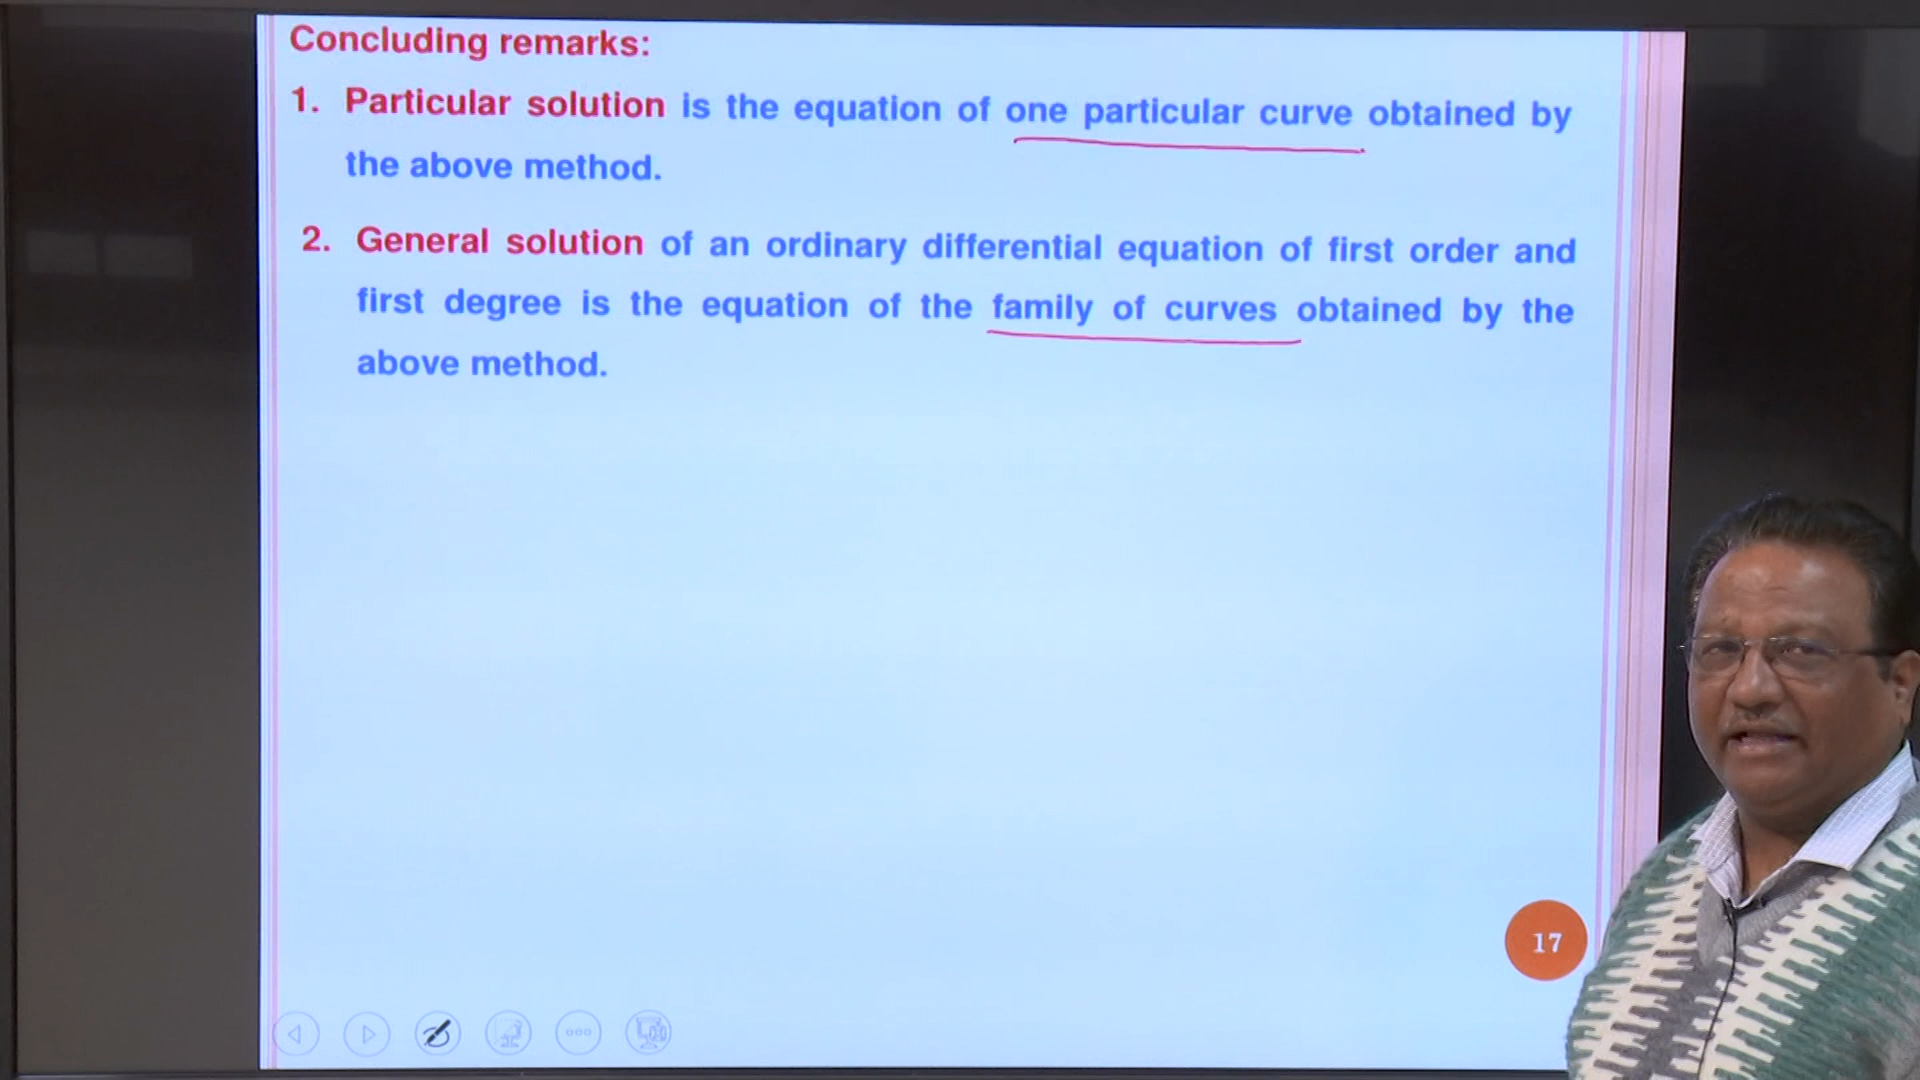 Concluding remarks:
1. Particular solution is the equation of one particular curve obtained by
the above method.
2. General solution of an ordinary differential equation of first order and
first degree is the equation of the family of curves obtained by the
above method.
17